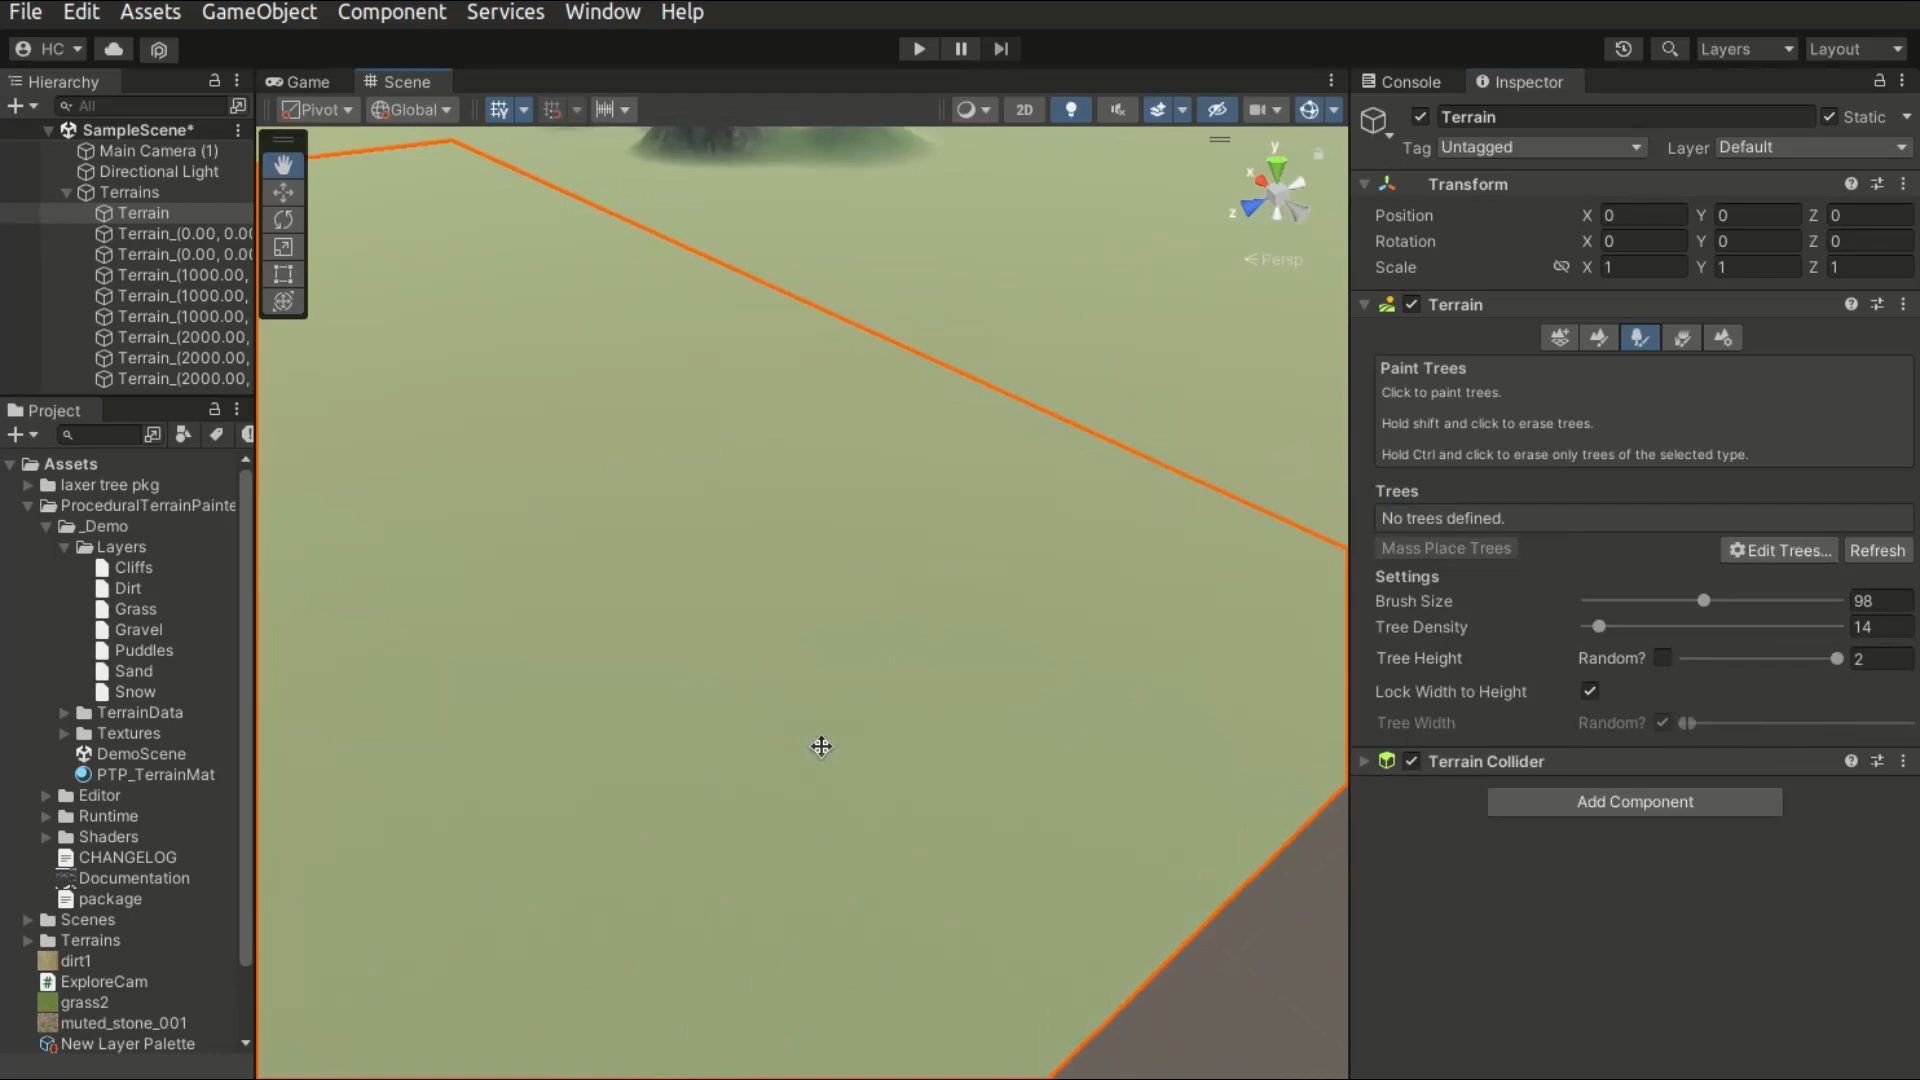 File Edit Assets GameObject Component Services Window Help
HC Layers Layout
Hierarchy
All
SampleScene*
Main Camera (1)
Directional Light
Terrains
Terrain
Terrain_(0.00, 0.00
Terrain_(0.00, 0.00
Terrain_(1000.00,
Terrain_(1000.00,
Terrain_(1000.00,
Terrain_(2000.00,
Terrain_(2000.00,
Terrain_(2000.00,
Project
Assets
laxer tree pkg
ProceduralTerrainPainte
_Demo
Layers
Cliffs
Dirt
Grass
Gravel
Puddles
Sand
Snow
TerrainData
Textures
DemoScene
PTP_TerrainMat
Editor
Runtime
Shaders
CHANGELOG
Documentation
package
Scenes
Terrains
dirt1
ExploreCam
grass2
muted_stone_001
New Layer Palette
Game Scene
Pivot Global 2D
y
x
z
Persp
Console Inspector
Terrain Static
Tag Untagged Layer Default
Transform
Position X 0 Y 0 Z 0
Rotation X 0 Y 0 Z 0
Scale X 1 Y 1 Z 1
Terrain
Paint Trees
Click to paint trees.
Hold shift and click to erase trees.
Hold Ctrl and click to erase only trees of the selected type.
Trees
No trees defined.
Mass Place Trees Edit Trees... Refresh
Settings
Brush Size 98
Tree Density 14
Tree Height Random? 2
Lock Width to Height
Tree Width Random?
Terrain Collider
Add Component